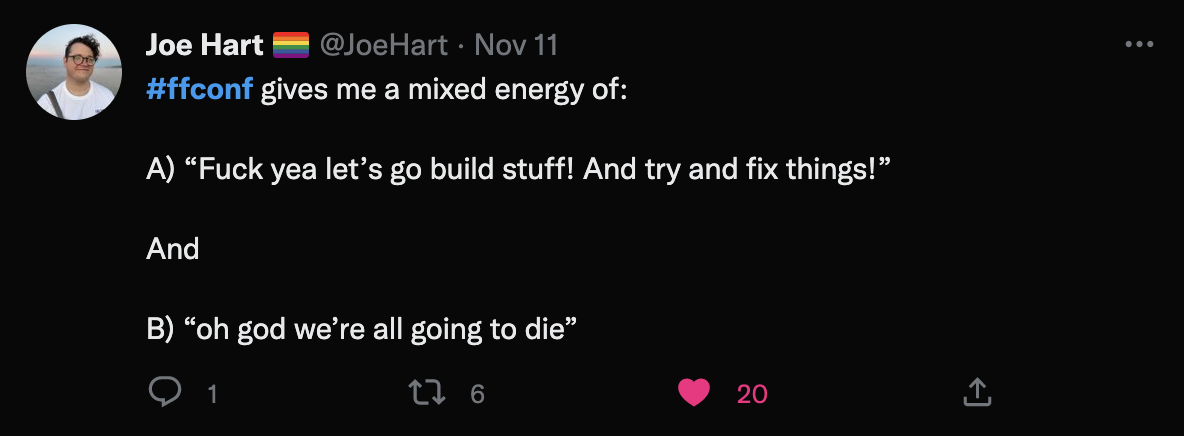 Joe Hart 🏳️‍🌈 @JoeHart · Nov 11
#ffconf gives me a mixed energy of:
A) “Fuck yea let’s go build stuff! And try and fix things!”
And
B) “oh god we’re all going to die”
1 6 20